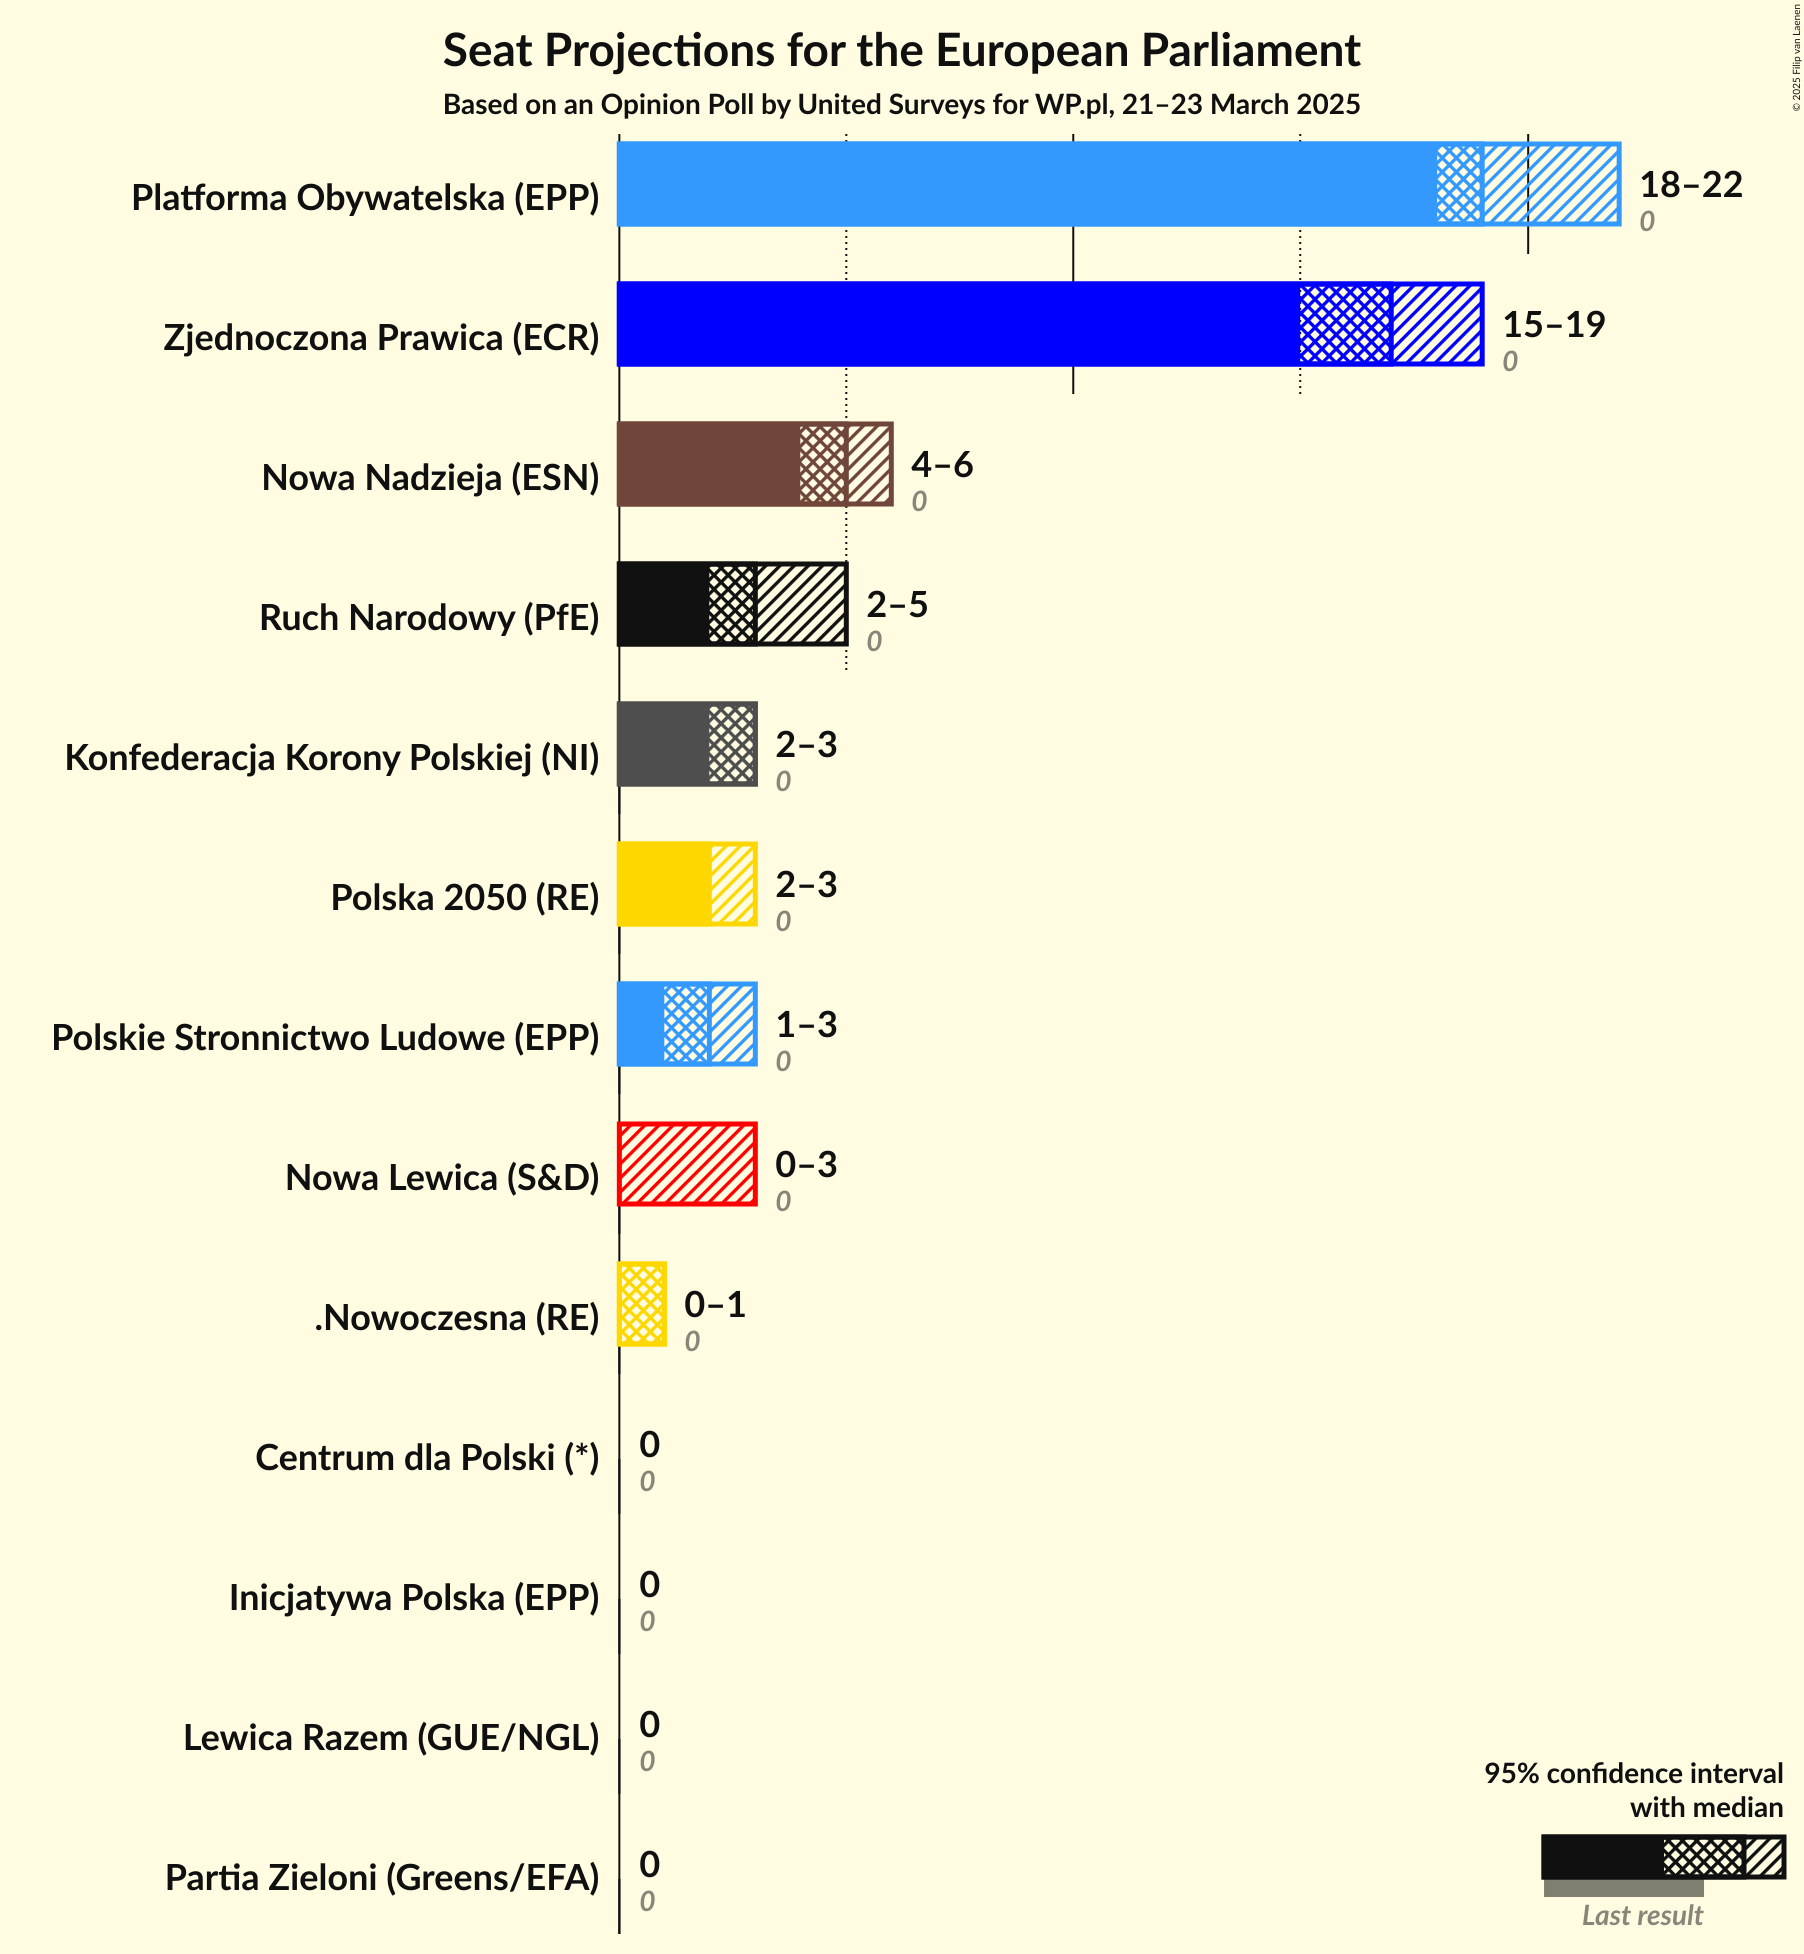 Seat Projections for the European Parliament
Based on an Opinion Poll by United Surveys for WP.pl, 21–23 March 2025
© 2025 Filip van Laenen
Platforma Obywatelska (EPP)
18–22
0
Zjednoczona Prawica (ECR)
15–19
0
Nowa Nadzieja (ESN)
4–6
0
Ruch Narodowy (PfE)
2–5
0
Konfederacja Korony Polskiej (NI)
2–3
0
Polska 2050 (RE)
2–3
0
Polskie Stronnictwo Ludowe (EPP)
1–3
0
Nowa Lewica (S&D)
0–3
0
.Nowoczesna (RE)
0–1
0
Centrum dla Polski (*)
0
0
Inicjatywa Polska (EPP)
0
0
Lewica Razem (GUE/NGL)
0
0
Partia Zieloni (Greens/EFA)
0
0
95% confidence interval
with median
Last result